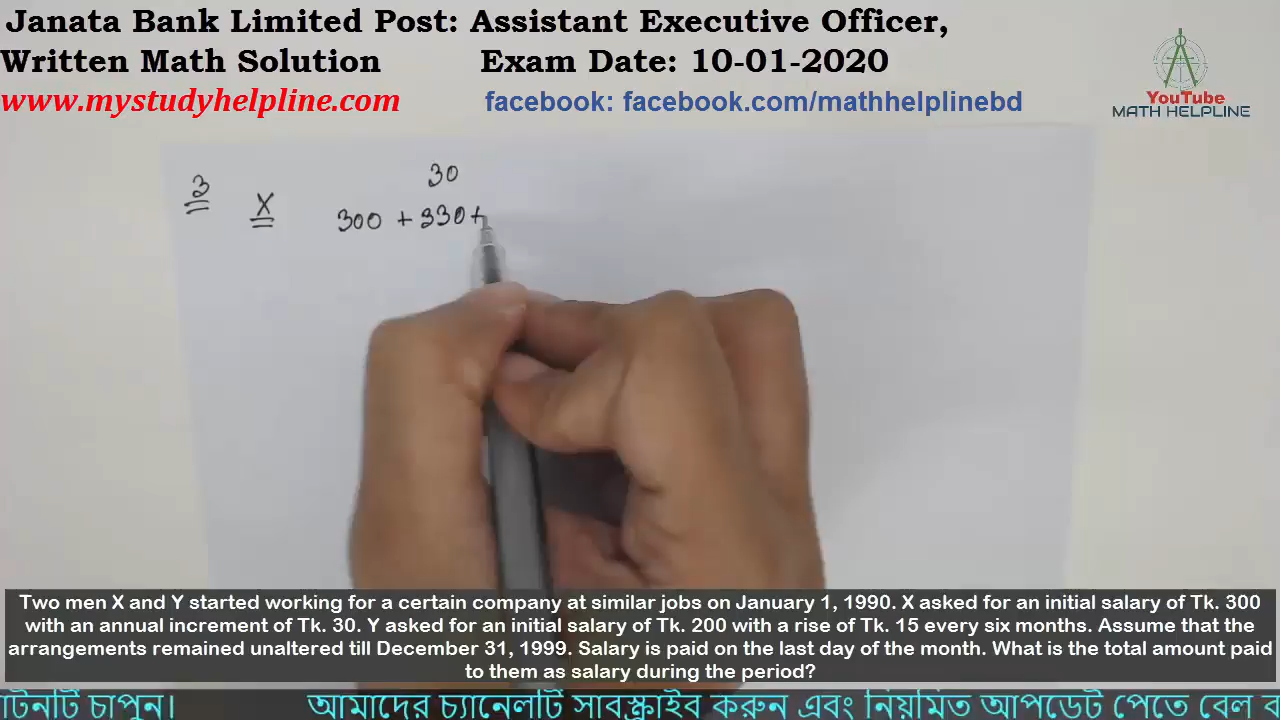 Janata Bank Limited Post: Assistant Executive Officer,
Written Math Solution Exam Date: 10-01-2020
www.mystudyhelpline.com facebook: facebook.com/mathhelplinebd
YouTube
MATH HELPLINE
30
3 X 300 + 330 +
Two men X and Y started working for a certain company at similar jobs on January 1, 1990. X asked for an initial salary of Tk. 300
with an annual increment of Tk. 30. Y asked for an initial salary of Tk. 200 with a rise of Tk. 15 every six months. Assume that the
arrangements remained unaltered till December 31, 1999. Salary is paid on the last day of the month. What is the total amount paid
to them as salary during the period?
টনটি চাপুন। আমাদের চ্যানেলটি সাবস্ক্রাইব করুন এবং নিয়মিত আপডেট পেতে বেল ব